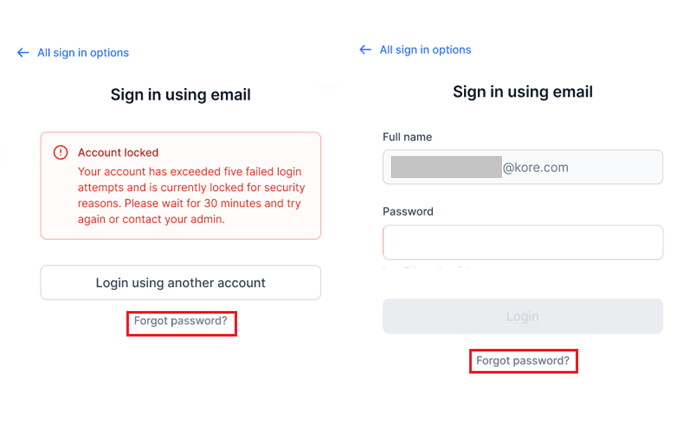 All sign in options
Sign in using email
Account locked
Your account has exceeded five failed login
attempts and is currently locked for security
reasons. Please wait for 30 minutes and try
again or contact your admin.
Login using another account
Forgot password?
All sign in options
Sign in using email
Full name
@kore.com
Password
Login
Forgot password?